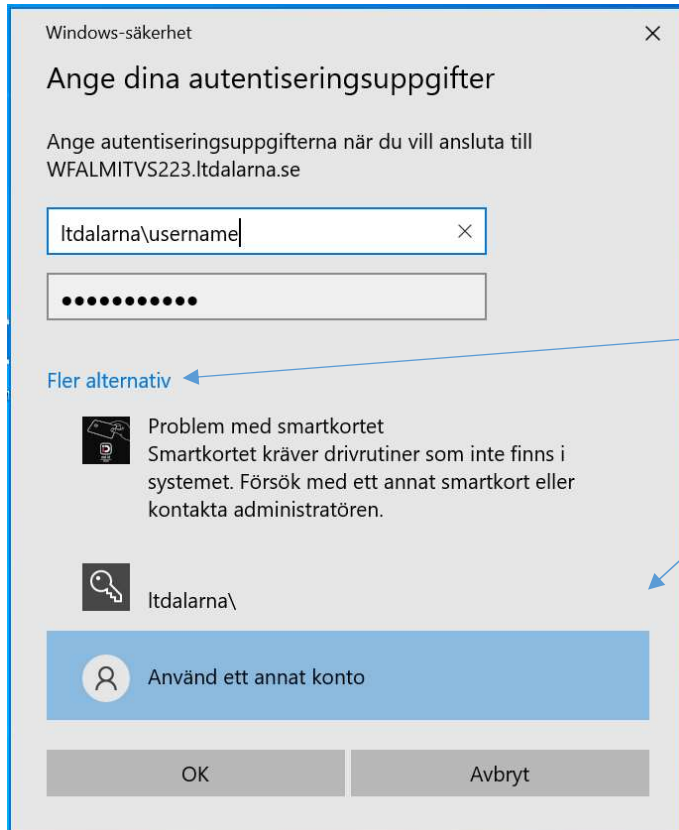 Windows-säkerhet
Ange dina autentiseringsuppgifter
Ange autentiseringsuppgifterna när du vill ansluta till
WFALMITVS223.ltdalarna.se
ltdalarna\username
●●●●●●●●●●●
Fler alternativ
Problem med smartkortet
Smartkortet kräver drivrutiner som inte finns i
systemet. Försök med ett annat smartkort eller
kontakta administratören.
ltdalarna\
Använd ett annat konto
OK
Avbryt